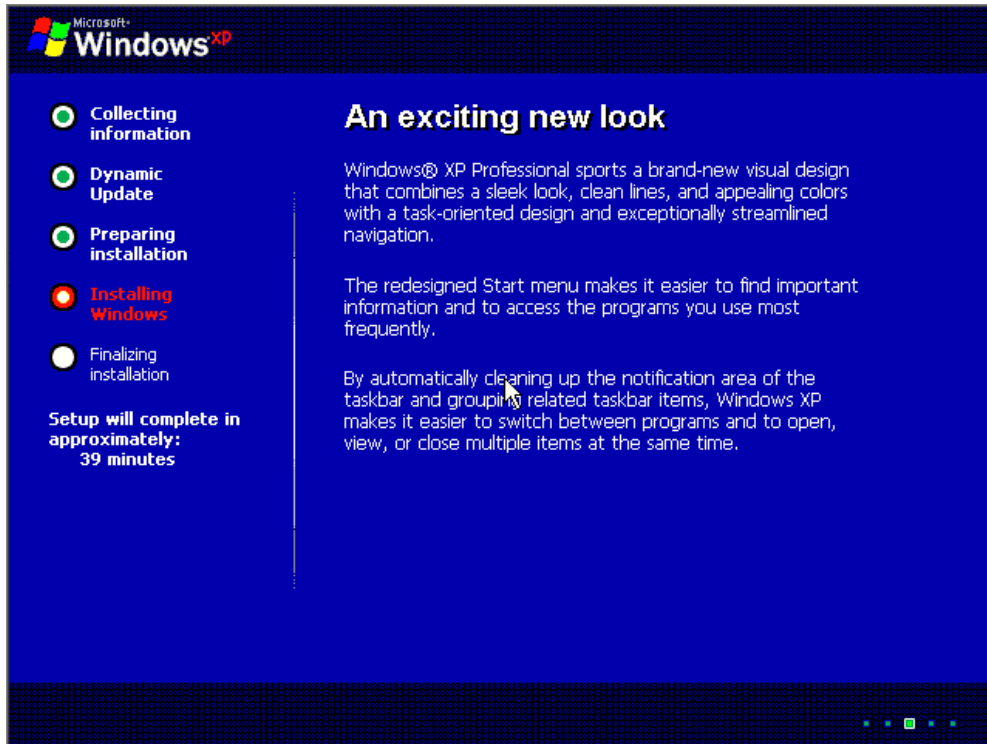 Microsoft®
Windows xp
Collecting
information
Dynamic
Update
Preparing
installation
Installing
Windows
Finalizing
installation
Setup will complete in
approximately:
39 minutes
An exciting new look
Windows® XP Professional sports a brand-new visual design
that combines a sleek look, clean lines, and appealing colors
with a task-oriented design and exceptionally streamlined
navigation.
The redesigned Start menu makes it easier to find important
information and to access the programs you use most
frequently.
By automatically cleaning up the notification area of the
taskbar and grouping related taskbar items, Windows XP
makes it easier to switch between programs and to open,
view, or close multiple items at the same time.